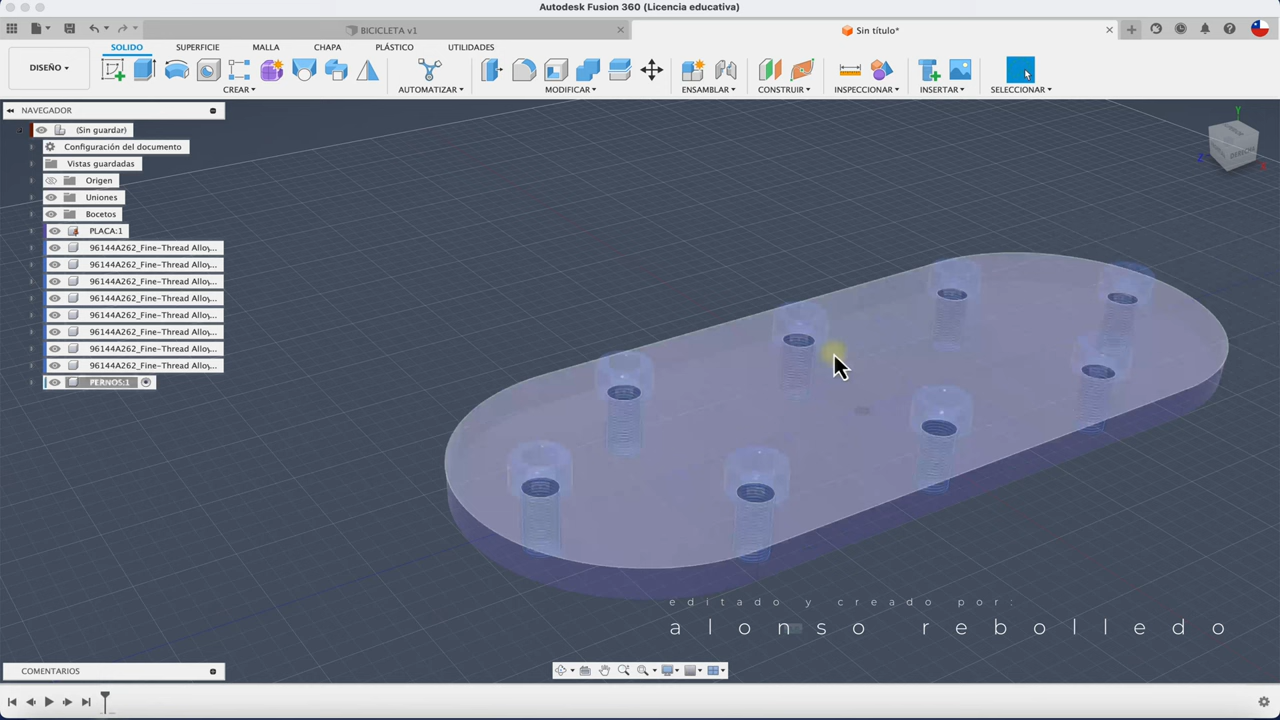 Autodesk Fusion 360 (Licencia educativa)
BICICLETA v1
Sin título*
DISEÑO
SOLIDO
SUPERFICIE
MALLA
CHAPA
PLÁSTICO
UTILIDADES
CREAR
AUTOMATIZAR
MODIFICAR
ENSAMBLAR
CONSTRUIR
INSPECCIONAR
INSERTAR
SELECCIONAR
NAVEGADOR
(Sin guardar)
Configuración del documento
Vistas guardadas
Origen
Uniones
Bocetos
PLACA:1
96144A262_Fine-Thread Alloy...
96144A262_Fine-Thread Alloy...
96144A262_Fine-Thread Alloy...
96144A262_Fine-Thread Alloy...
96144A262_Fine-Thread Alloy...
96144A262_Fine-Thread Alloy...
96144A262_Fine-Thread Alloy...
96144A262_Fine-Thread Alloy...
PERNOS:1
Y
Z
X
DERECHA
editado y creado por:
alonso rebolledo
COMENTARIOS